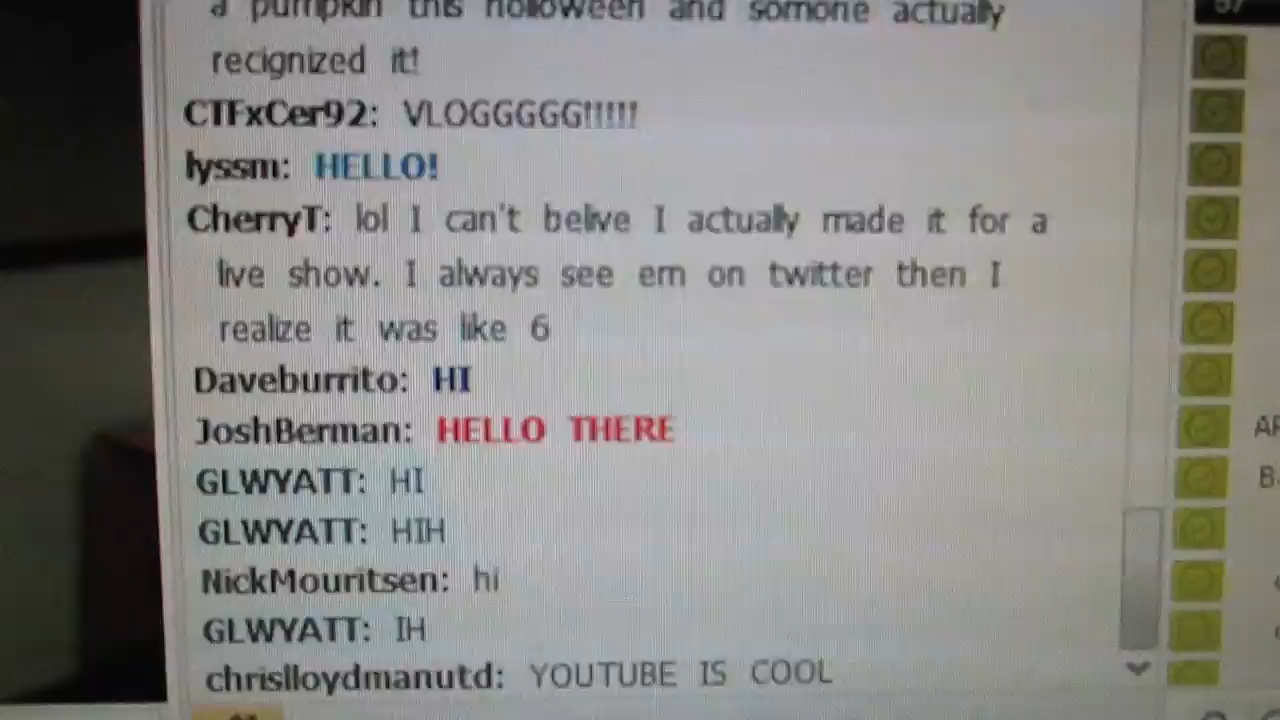 a pumpkin this holloween and somone actually
recignized it!
CTFxCer92: VLOGGGGG!!!!!
lyssm: HELLO!
CherryT: lol I can't belive I actually made it for a
live show. I always see em on twitter then I
realize it was like 6
Daveburrito: HI
JoshBerman: HELLO THERE
GLWYATT: HI
GLWYATT: HIH
NickMouritsen: hi
GLWYATT: IH
chrislloydmanutd: YOUTUBE IS COOL